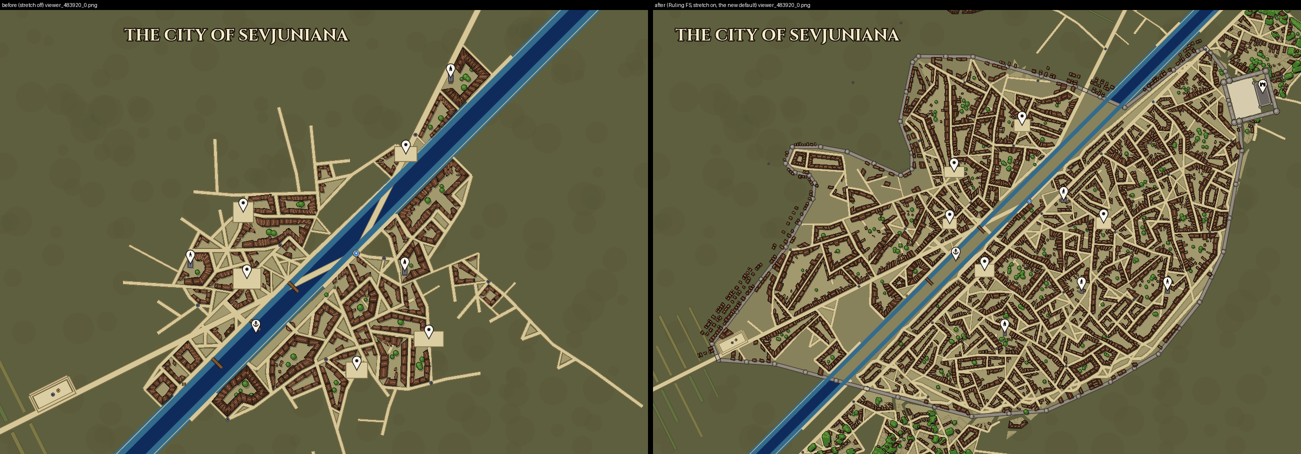 before (stretch off) viewer_483920_0.png
after (Ruling F5, stretch on, the new default) viewer_483920_0.png
THE CITY OF SEVJUNIANA
THE CITY OF SEVJUNIANA